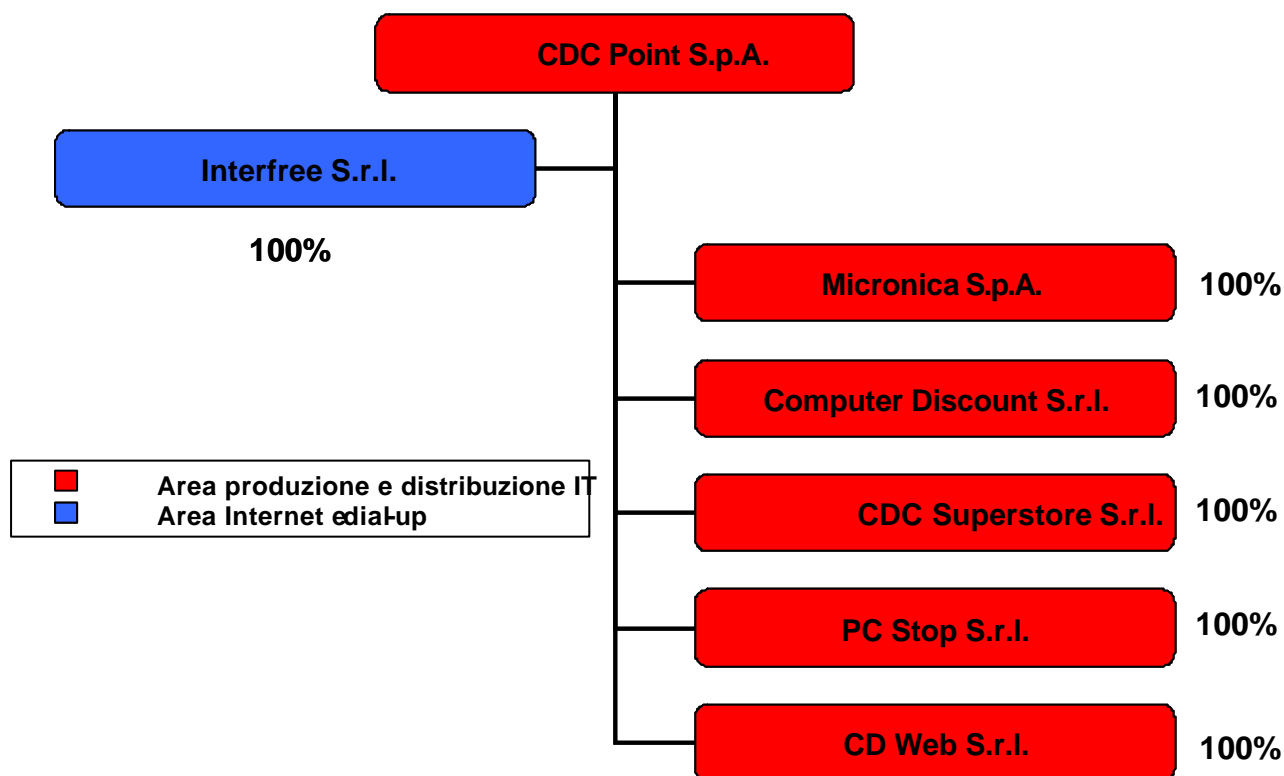 CDC Point S.p.A.
Interfree S.r.l.
100%
Micronica S.p.A. 100%
Computer Discount S.r.l. 100%
Area produzione e distribuzione IT
Area Internet edial-up
CDC Superstore S.r.l. 100%
PC Stop S.r.l. 100%
CD Web S.r.l. 100%